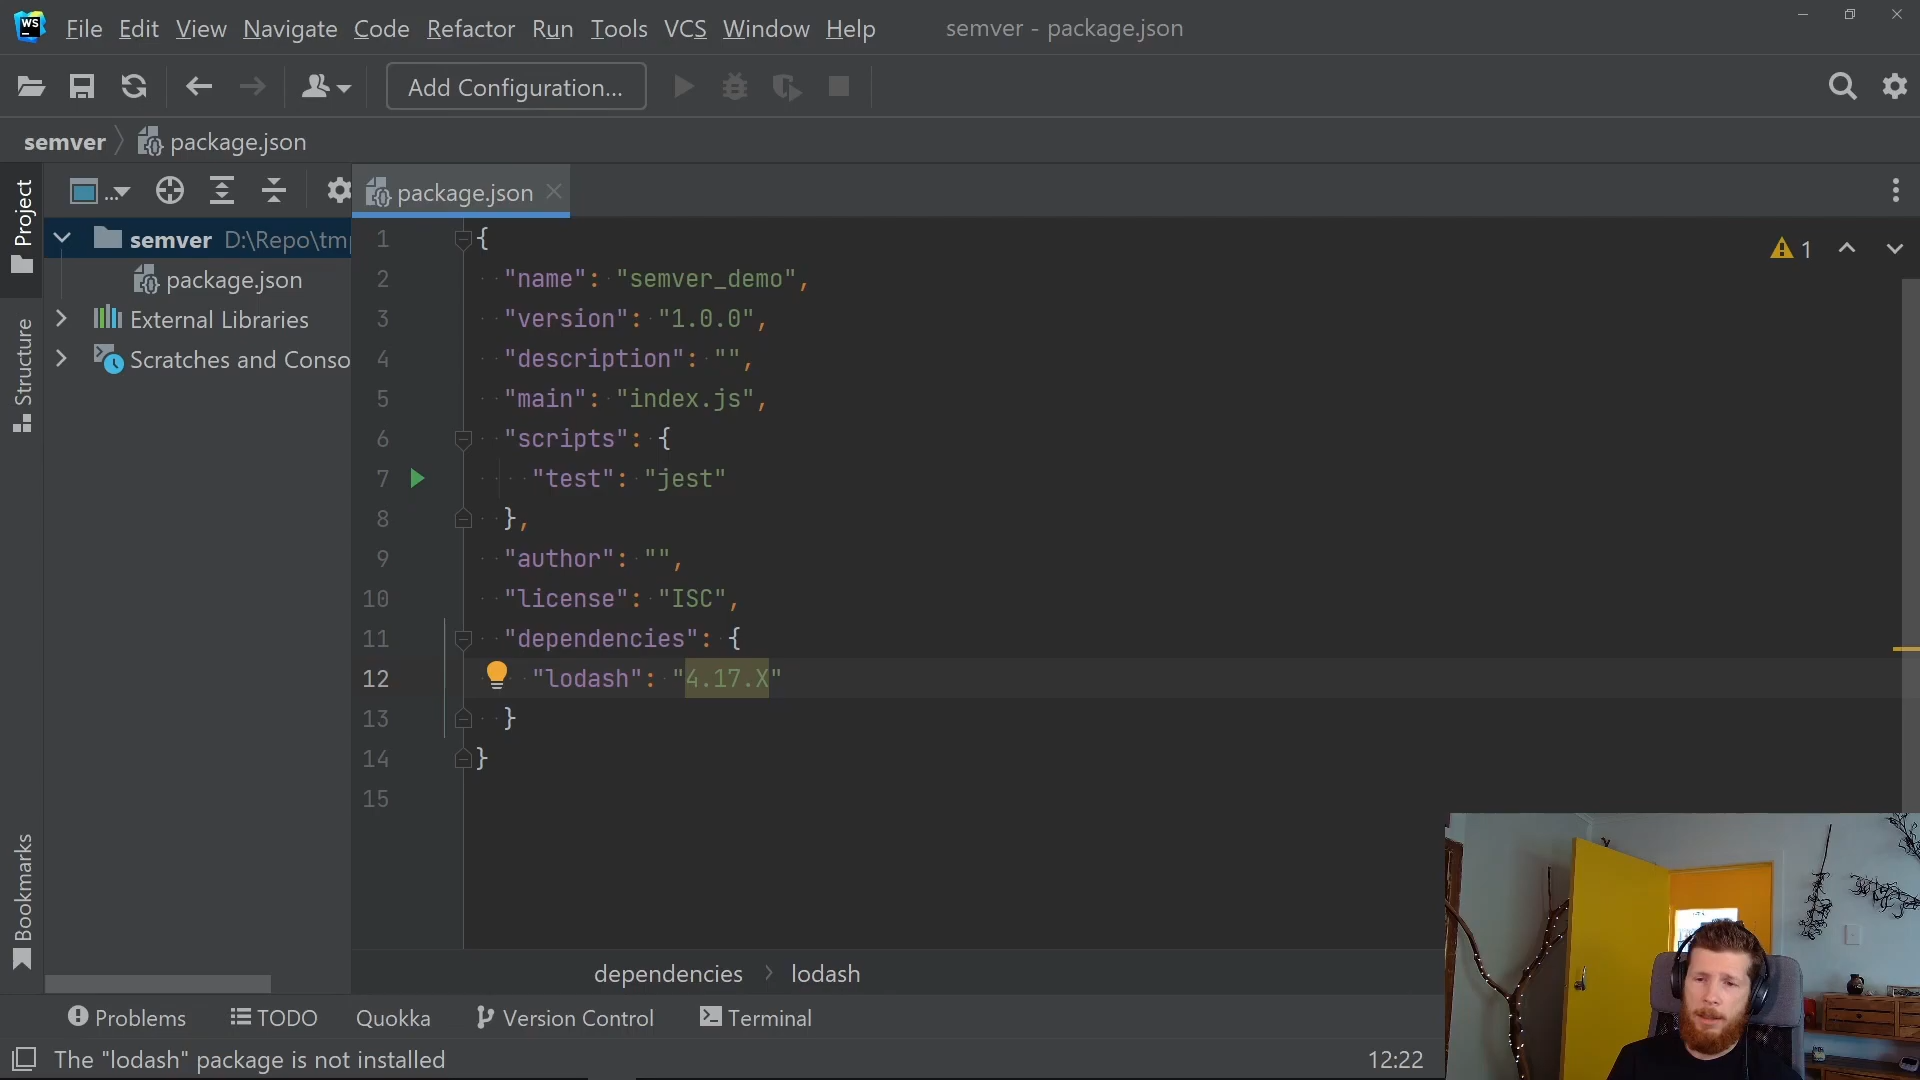 WS File Edit View Navigate Code Refactor Run Tools VCS Window Help semver - package.json
Add Configuration...
semver package.json
Project
... package.json
semver D:\Repo\tmp
package.json
External Libraries
Scratches and Conso
Structure
Bookmarks
1 {
2 "name": "semver_demo",
3 "version": "1.0.0",
4 "description": "",
5 "main": "index.js",
6 "scripts": {
7 "test": "jest"
8 },
9 "author": "",
10 "license": "ISC",
11 "dependencies": {
12 "lodash": "4.17.X"
13 }
14 }
15
1
dependencies lodash
Problems TODO Quokka Version Control Terminal
The "lodash" package is not installed 12:22